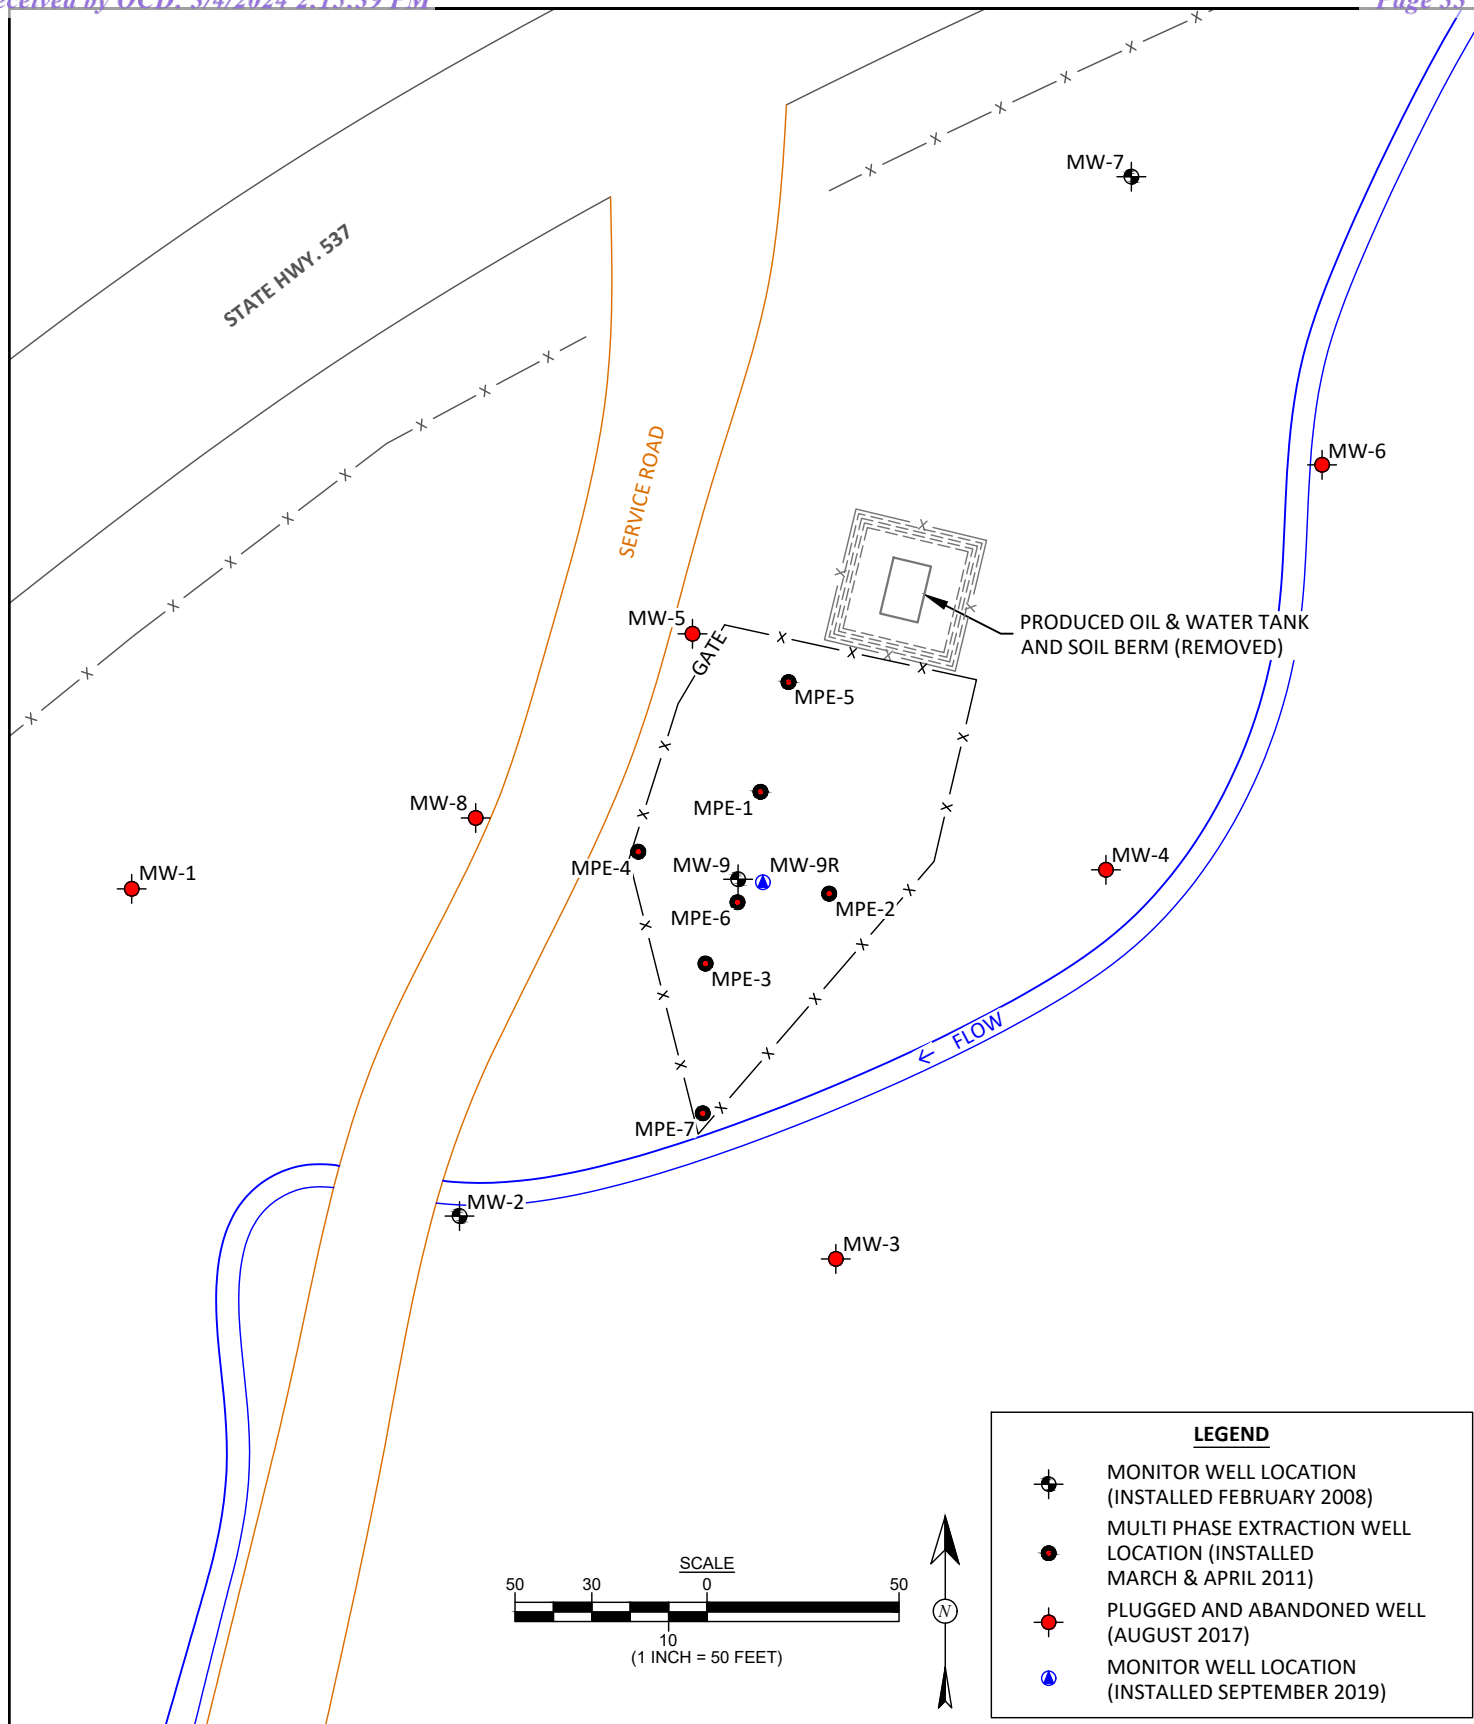 MW-7
STATE HWY. 537
SERVICE ROAD
MW-6
MW-5
GATE
PRODUCED OIL & WATER TANK
AND SOIL BERM (REMOVED)
MPE-5
MPE-1
MW-8
MW-1
MPE-4
MW-9
MW-9R
MW-4
MPE-6
MPE-2
MPE-3
← FLOW
MPE-7
MW-2
MW-3
LEGEND
MONITOR WELL LOCATION
(INSTALLED FEBRUARY 2008)
MULTI PHASE EXTRACTION WELL
LOCATION (INSTALLED
MARCH & APRIL 2011)
PLUGGED AND ABANDONED WELL
(AUGUST 2017)
MONITOR WELL LOCATION
(INSTALLED SEPTEMBER 2019)
SCALE
50 30 0 50
10
(1 INCH = 50 FEET)
N